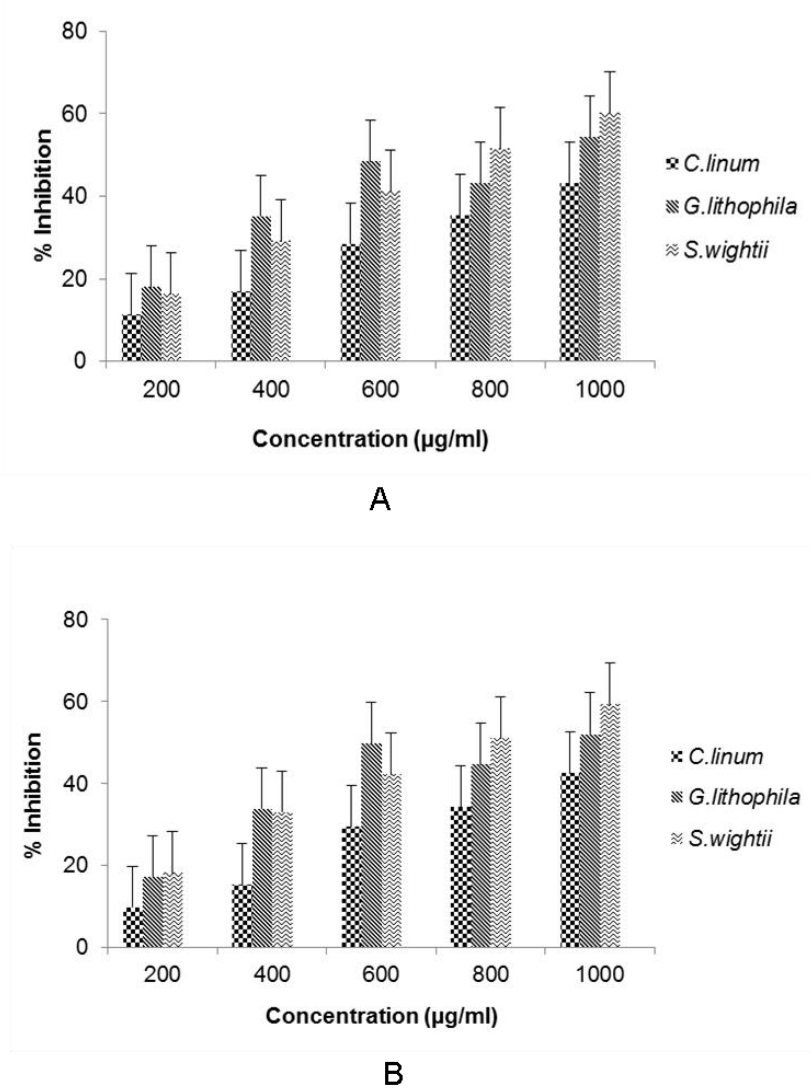 80
60
40
20
0
% Inhibition
200 400 600 800 1000
Concentration (µg/ml)
C.linum
G.lithophila
S.wightii
A
80
60
40
20
0
% Inhibition
200 400 600 800 1000
Concentration (µg/ml)
C.linum
G.lithophila
S.wightii
B